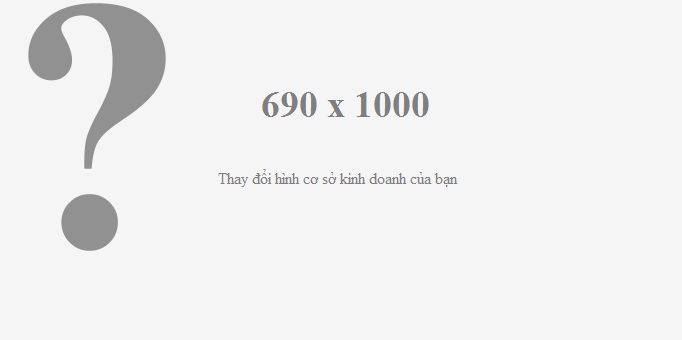 ?
690 x 1000
Thay đổi hình cơ sở kinh doanh của bạn